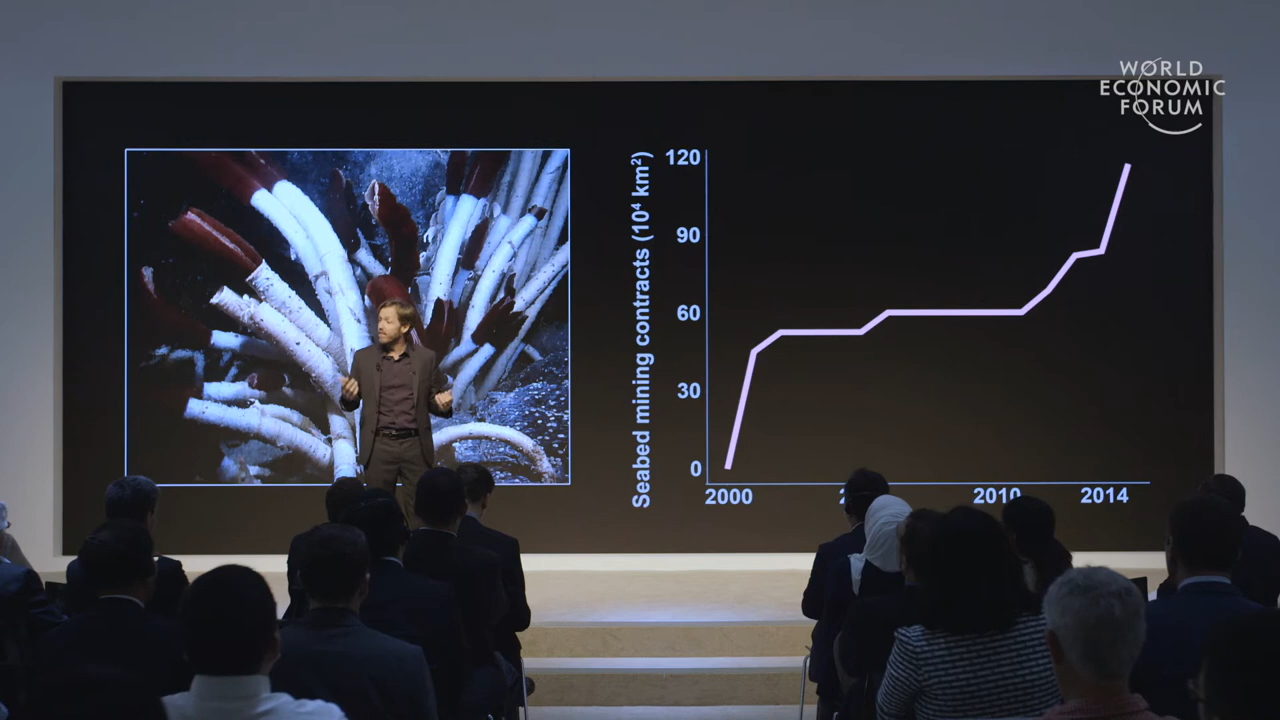 WORLD
ECONOMIC
FORUM
Seabed mining contracts (10⁴ km²)
120
90
60
30
0
2000
2010
2014